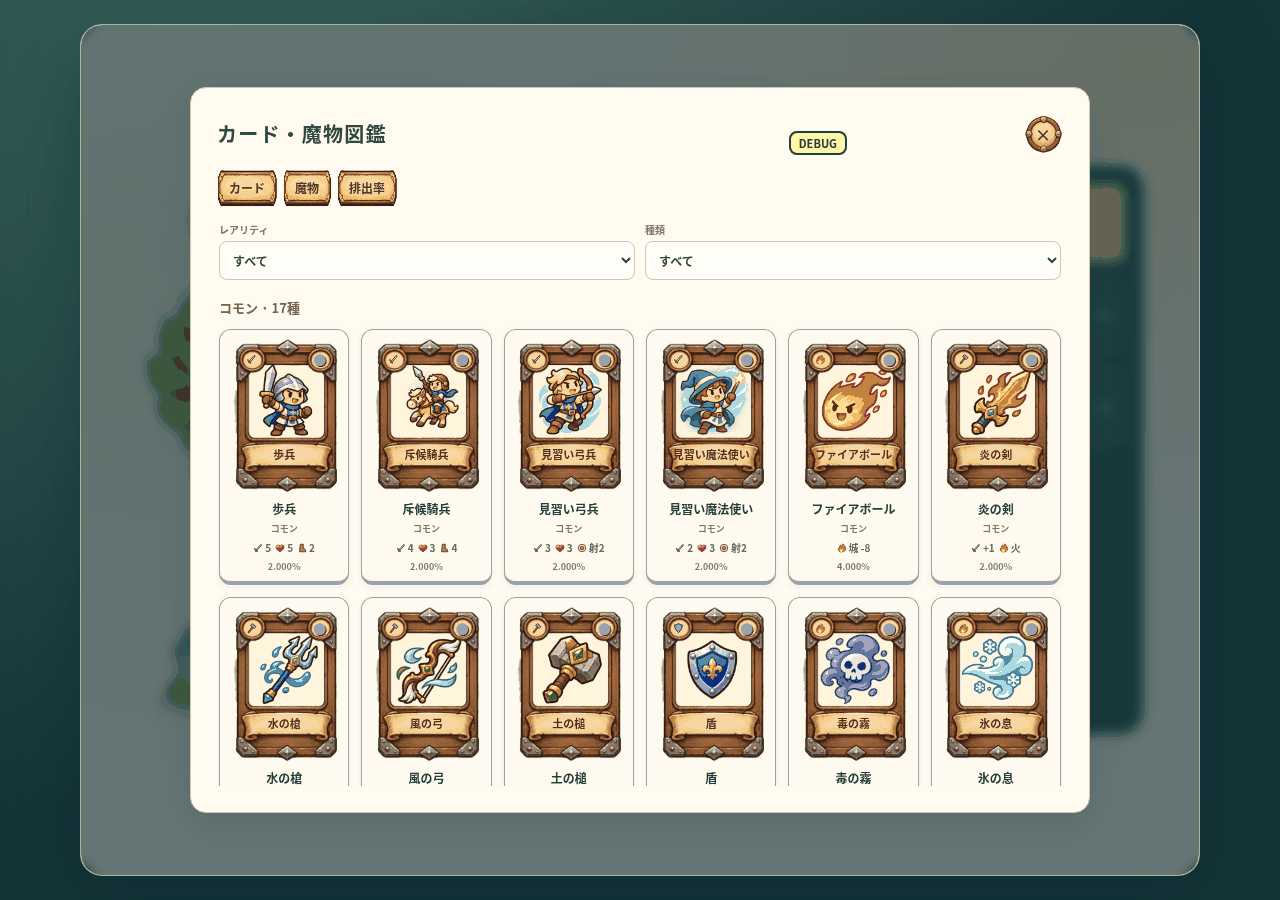 カード・魔物図鑑
DEBUG
カード 魔物 排出率
レアリティ 種類
すべて すべて
コモン · 17種
歩兵 斥候騎兵 見習い弓兵 見習い魔法使い ファイアボール 炎の剣
歩兵 斥候騎兵 見習い弓兵 見習い魔法使い ファイアボール 炎の剣
コモン コモン コモン コモン コモン コモン
5 5 2 4 3 4 3 3 射2 2 3 射2 城 -8 +1 火
2.000% 2.000% 2.000% 2.000% 4.000% 2.000%
水の槍 風の弓 土の槌 盾 毒の霧 氷の息
水の槍 風の弓 土の槌 盾 毒の霧 氷の息